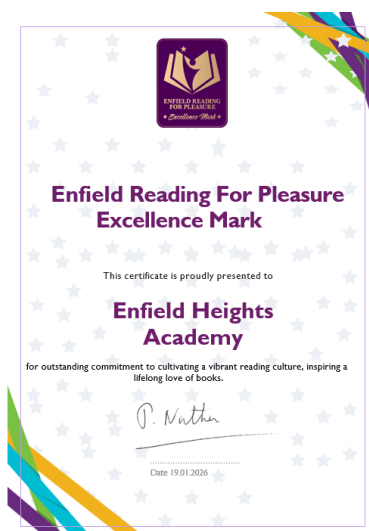 ENFIELD READING
FOR PLEASURE
Excellence Mark
Enfield Reading For Pleasure
Excellence Mark
This certificate is proudly presented to
Enfield Heights
Academy
for outstanding commitment to cultivating a vibrant reading culture, inspiring a
lifelong love of books.
P. Nather
Date 19.01.2026